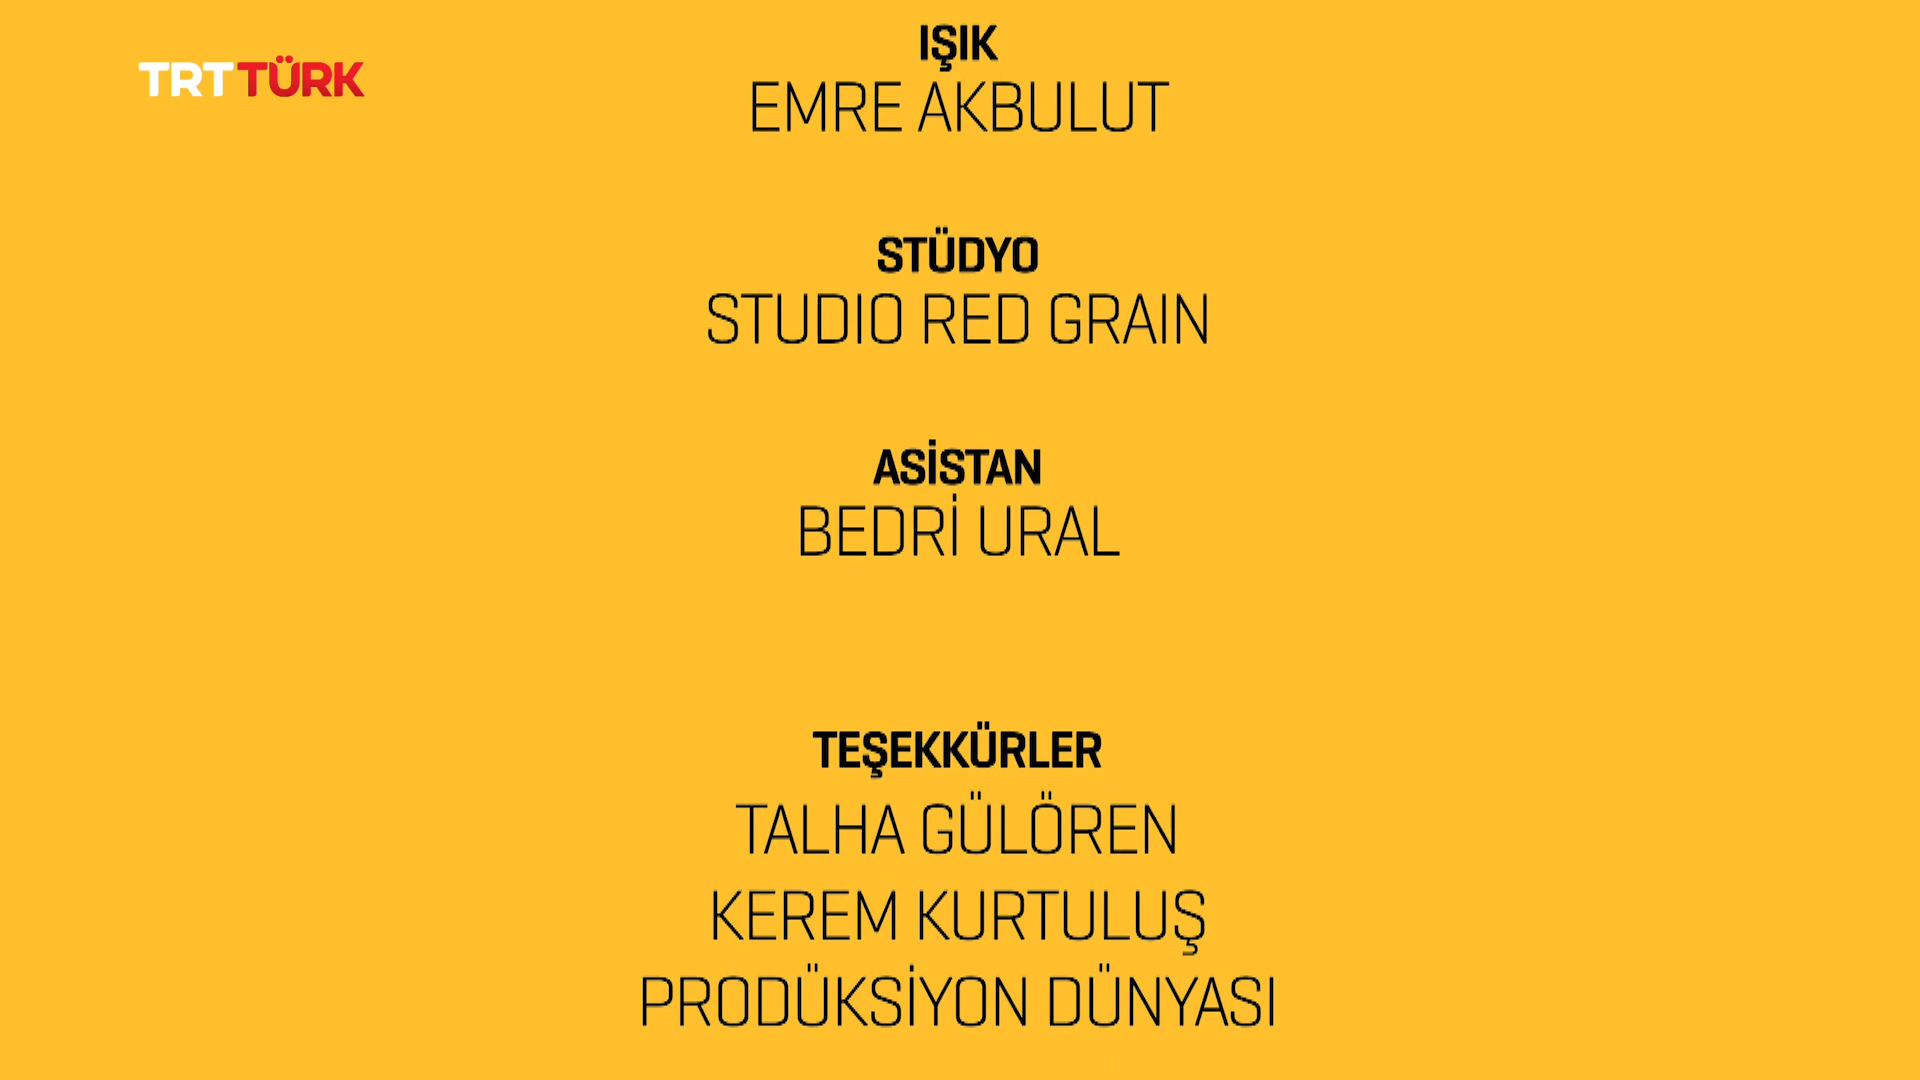 IŞIK
TRT TÜRK
EMRE AKBULUT
STÜDYO
STUDIO RED GRAIN
ASİSTAN
BEDRİ URAL
TEŞEKKÜRLER
TALHA GÜLÖREN
KEREM KURTULUŞ
PRODÜKSİYON DÜNYASI